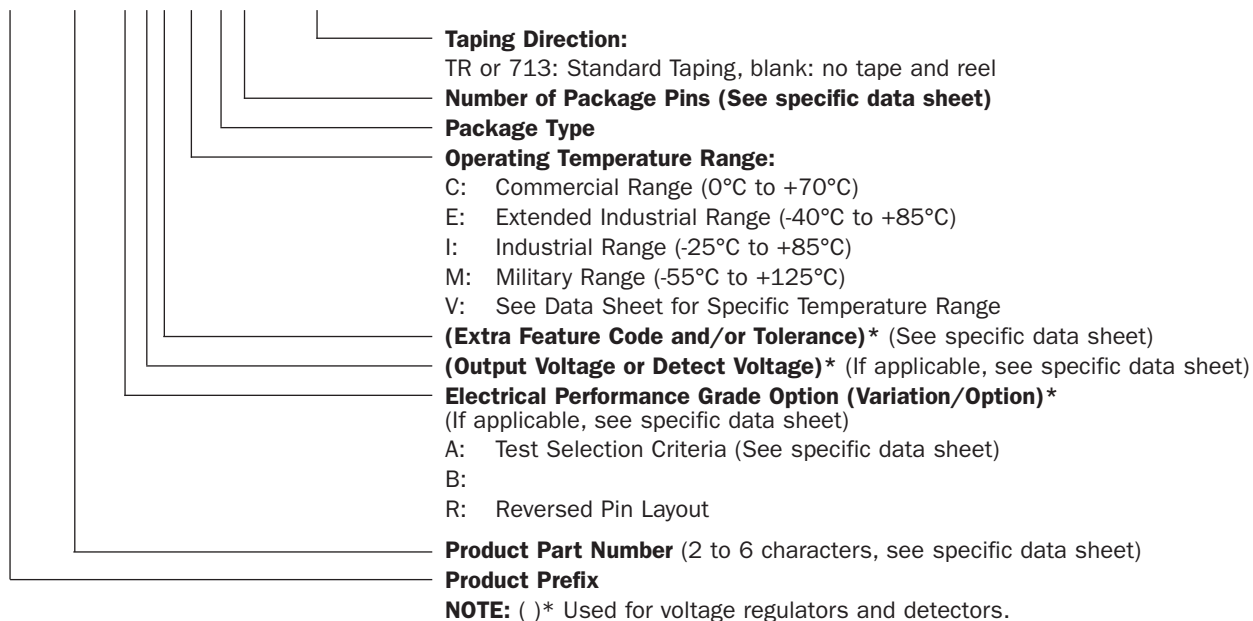 Taping Direction:
TR or 713: Standard Taping, blank: no tape and reel
Number of Package Pins (See specific data sheet)
Package Type
Operating Temperature Range:
C: Commercial Range (0°C to +70°C)
E: Extended Industrial Range (-40°C to +85°C)
I: Industrial Range (-25°C to +85°C)
M: Military Range (-55°C to +125°C)
V: See Data Sheet for Specific Temperature Range
(Extra Feature Code and/or Tolerance)* (See specific data sheet)
(Output Voltage or Detect Voltage)* (If applicable, see specific data sheet)
Electrical Performance Grade Option (Variation/Option)*
(If applicable, see specific data sheet)
A: Test Selection Criteria (See specific data sheet)
B:
R: Reversed Pin Layout
Product Part Number (2 to 6 characters, see specific data sheet)
Product Prefix
NOTE: ( )* Used for voltage regulators and detectors.